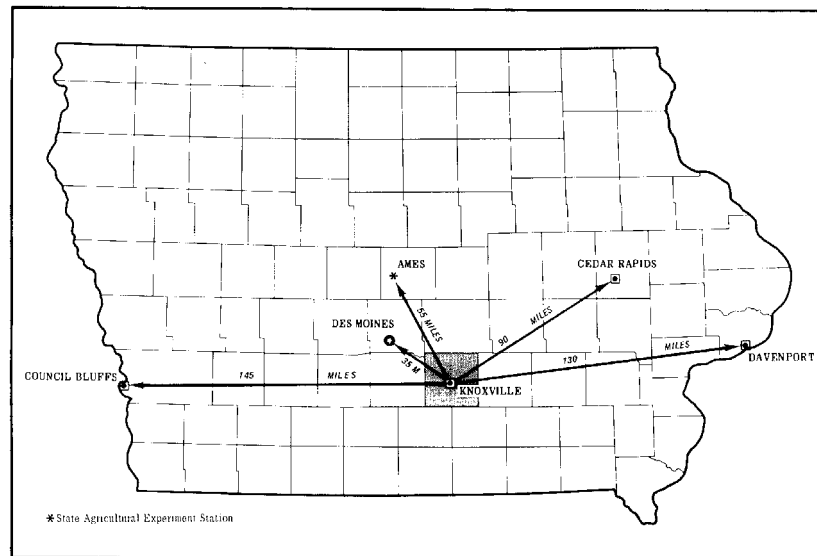 AMES
CEDAR RAPIDS
55 MILES
DES MOINES
90 MILES
35 M
MILES
130
DAVENPORT
COUNCIL BLUFFS
145 MILES
KNOXVILLE
* State Agricultural Experiment Station